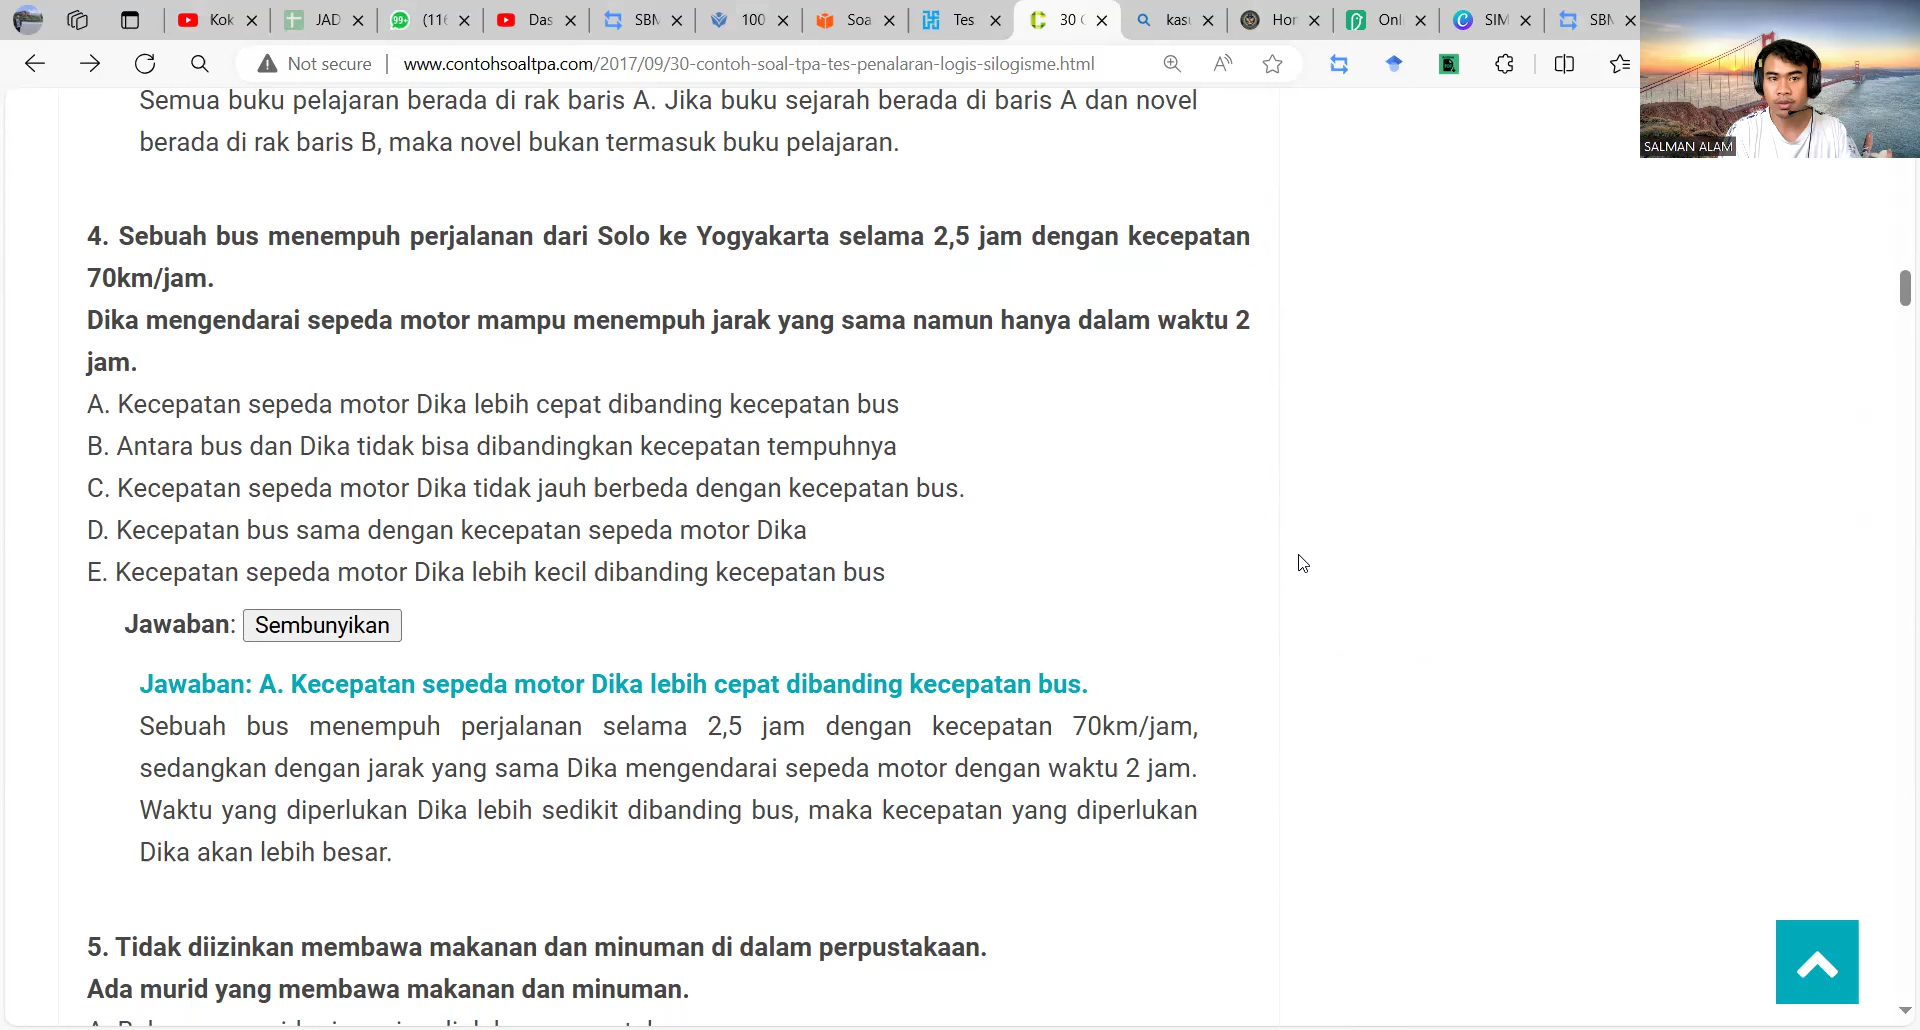 Kok
JAD
99+
(116
Das
SBN
100
Soa
Tes
30
kasu
Hor
Onl
SIM
SBN
Not secure
www.contohsoaltpa.com/2017/09/30-contoh-soal-tpa-tes-penalaran-logis-silogisme.html
SALMAN ALAM
Semua buku pelajaran berada di rak baris A. Jika buku sejarah berada di baris A dan novel
berada di rak baris B, maka novel bukan termasuk buku pelajaran.
4. Sebuah bus menempuh perjalanan dari Solo ke Yogyakarta selama 2,5 jam dengan kecepatan
70km/jam.
Dika mengendarai sepeda motor mampu menempuh jarak yang sama namun hanya dalam waktu 2
jam.
A. Kecepatan sepeda motor Dika lebih cepat dibanding kecepatan bus
B. Antara bus dan Dika tidak bisa dibandingkan kecepatan tempuhnya
C. Kecepatan sepeda motor Dika tidak jauh berbeda dengan kecepatan bus.
D. Kecepatan bus sama dengan kecepatan sepeda motor Dika
E. Kecepatan sepeda motor Dika lebih kecil dibanding kecepatan bus
Jawaban: Sembunyikan
Jawaban: A. Kecepatan sepeda motor Dika lebih cepat dibanding kecepatan bus.
Sebuah bus menempuh perjalanan selama 2,5 jam dengan kecepatan 70km/jam,
sedangkan dengan jarak yang sama Dika mengendarai sepeda motor dengan waktu 2 jam.
Waktu yang diperlukan Dika lebih sedikit dibanding bus, maka kecepatan yang diperlukan
Dika akan lebih besar.
5. Tidak diizinkan membawa makanan dan minuman di dalam perpustakaan.
Ada murid yang membawa makanan dan minuman.